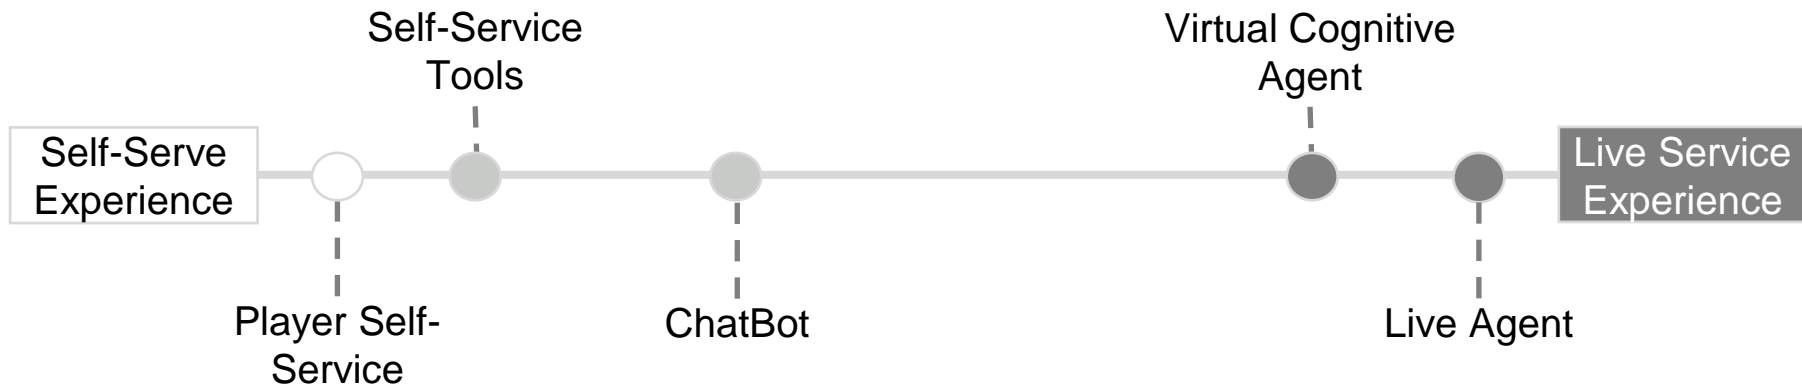 Self-Service
Tools
Virtual Cognitive
Agent
Self-Serve
Experience
Live Service
Experience
Player Self-
Service
ChatBot
Live Agent